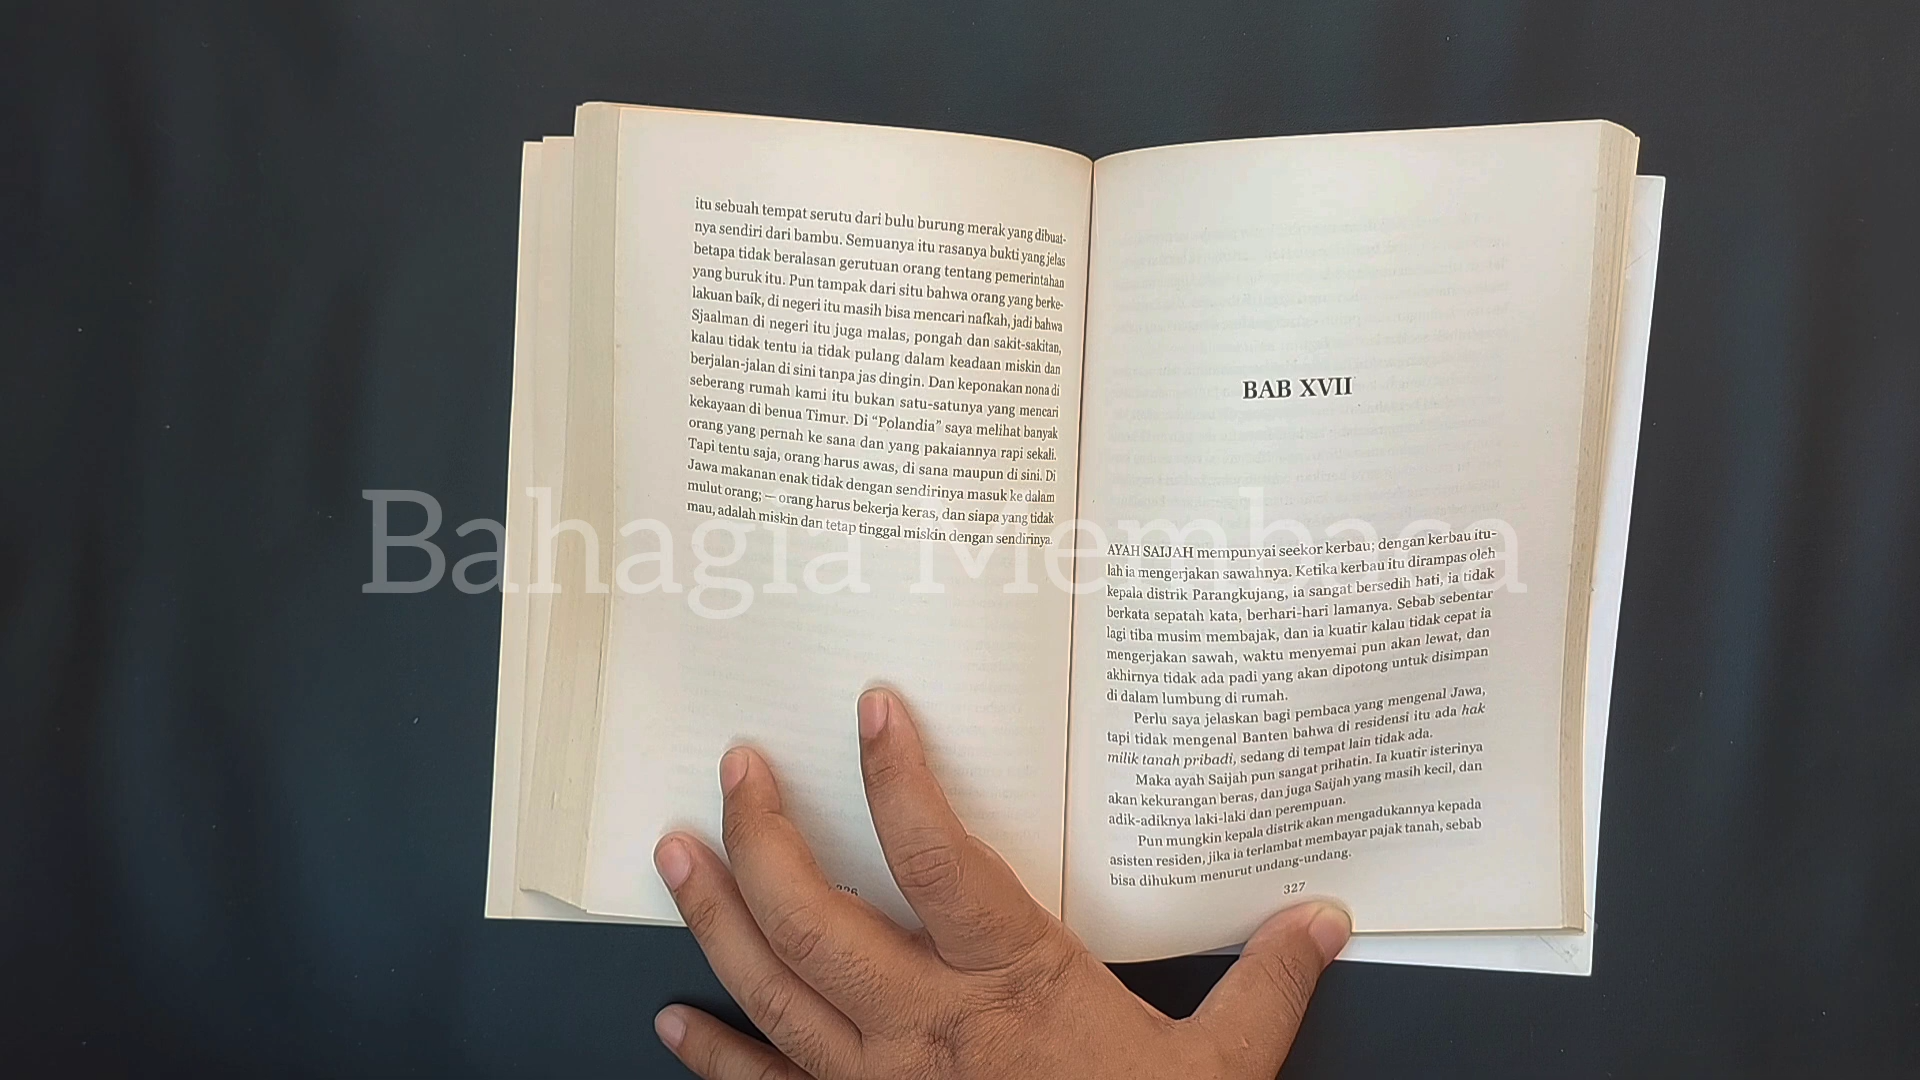 itu sebuah tempat serutu dari bulu burung merak yang dibuat-
nya sendiri dari bambu. Semuanya itu rasanya bukti yang jelas
betapa tidak beralasan gerutuan orang tentang pemerintahan
yang buruk itu. Pun tampak dari situ bahwa orang yang berke-
lakuan baik, di negeri itu masih bisa mencari nafkah, jadi bahwa
Sjaalman di negeri itu juga malas, pongah dan sakit-sakitan,
kalau tidak tentu ia tidak pulang dalam keadaan miskin dan
berjalan-jalan di sini tanpa jas dingin. Dan keponakan nona di
seberang rumah kami itu bukan satu-satunya yang mencari
kekayaan di benua Timur. Di “Polandia” saya melihat banyak
orang yang pernah ke sana dan yang pakaiannya rapi sekali.
Tapi tentu saja, orang harus awas, di sana maupun di sini. Di
Jawa makanan enak tidak dengan sendirinya masuk ke dalam
mulut orang; — orang harus bekerja keras, dan siapa yang tidak
mau, adalah miskin dan tetap tinggal miskin dengan sendirinya.
326
BAB XVII
AYAH SAIJAH mempunyai seekor kerbau; dengan kerbau itu-
lah ia mengerjakan sawahnya. Ketika kerbau itu dirampas oleh
kepala distrik Parangkujang, ia sangat bersedih hati, ia tidak
berkata sepatah kata, berhari-hari lamanya. Sebab sebentar
lagi tiba musim membajak, dan ia kuatir kalau tidak cepat ia
mengerjakan sawah, waktu menyemai pun akan lewat, dan
akhirnya tidak ada padi yang akan dipotong untuk disimpan
di dalam lumbung di rumah.
Perlu saya jelaskan bagi pembaca yang mengenal Jawa,
tapi tidak mengenal Banten bahwa di residensi itu ada hak
milik tanah pribadi, sedang di tempat lain tidak ada.
Maka ayah Saijah pun sangat prihatin. Ia kuatir isterinya
akan kekurangan beras, dan juga Saijah yang masih kecil, dan
adik-adiknya laki-laki dan perempuan.
Pun mungkin kepala distrik akan mengadukannya kepada
asisten residen, jika ia terlambat membayar pajak tanah, sebab
bisa dihukum menurut undang-undang.
327
Bahagia Membaca